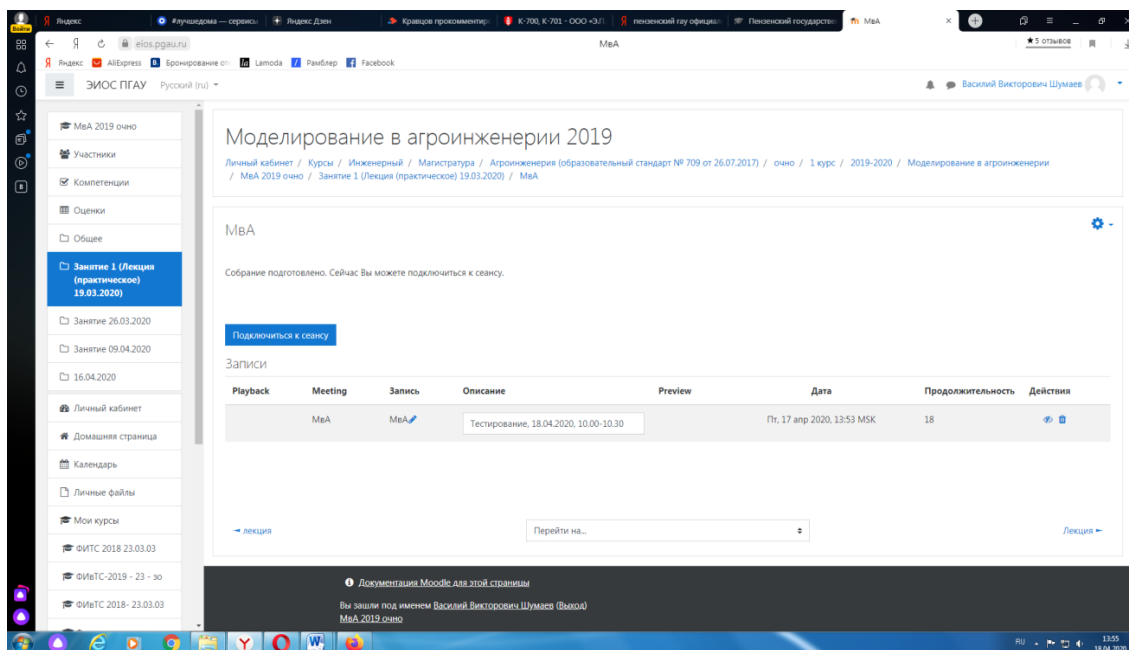 Войти
Яндекс
#лучшедома — сервисы
Яндекс Дзен
Кравцов прокомментир
К-700, К-701 - ООО «ЭЛ
пензенский гау официал
Пензенский государстве
МвА
eios.pgau.ru
МвА
★5 отзывов
Яндекс
AliExpress
Бронирование от
Lamoda
Рамблер
Facebook
ЭИОС ПГАУ
Русский (ru)
Василий Викторович Шумаев
МвА 2019 очно
Участники
Компетенции
Оценки
Общее
Занятие 1 (Лекция
(практическое)
19.03.2020)
Занятие 26.03.2020
Занятие 09.04.2020
16.04.2020
Личный кабинет
Домашняя страница
Календарь
Личные файлы
Мои курсы
ФИТС 2018 23.03.03
ФИвТС-2019 - 23 - зо
ФИвТС 2018- 23.03.03
Моделирование в агроинженерии 2019
Личный кабинет / Курсы / Инженерный / Магистратура / Агроинженерия (образовательный стандарт № 709 от 26.07.2017) / очно / 1 курс / 2019-2020 / Моделирование в агроинженерии
/ МвА 2019 очно / Занятие 1 (Лекция (практическое) 19.03.2020) / МвА
МвА
Собрание подготовлено. Сейчас Вы можете подключиться к сеансу.
Подключиться к сеансу
Записи
Playback Meeting Запись Описание Preview Дата Продолжительность Действия
МвА МвА Тестирование, 18.04.2020, 10.00-10.30 Пт, 17 апр 2020, 13:53 MSK 18
◄ лекция
Перейти на...
Лекция ►
Документация Moodle для этой страницы
Вы зашли под именем Василий Викторович Шумаев (Выход)
МвА 2019 очно
RU
13:55
18.04.2020